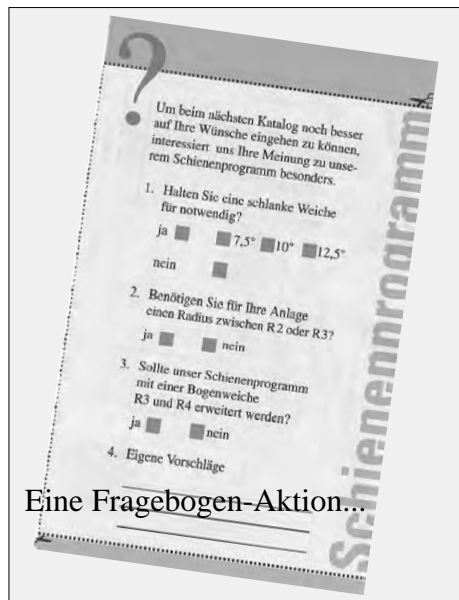 ?
Um beim nächsten Katalog noch besser
auf Ihre Wünsche eingehen zu können,
interessiert uns Ihre Meinung zu unse-
rem Schienenprogramm besonders.
1. Halten Sie eine schlanke Weiche
für notwendig?
ja 7,5° 10° 12,5°
nein
2. Benötigen Sie für Ihre Anlage
einen Radius zwischen R2 oder R3?
ja nein
3. Sollte unser Schienenprogramm
mit einer Bogenweiche
R3 und R4 erweitert werden?
ja nein
4. Eigene Vorschläge
Eine Fragebogen-Aktion...
Schienenprogramm